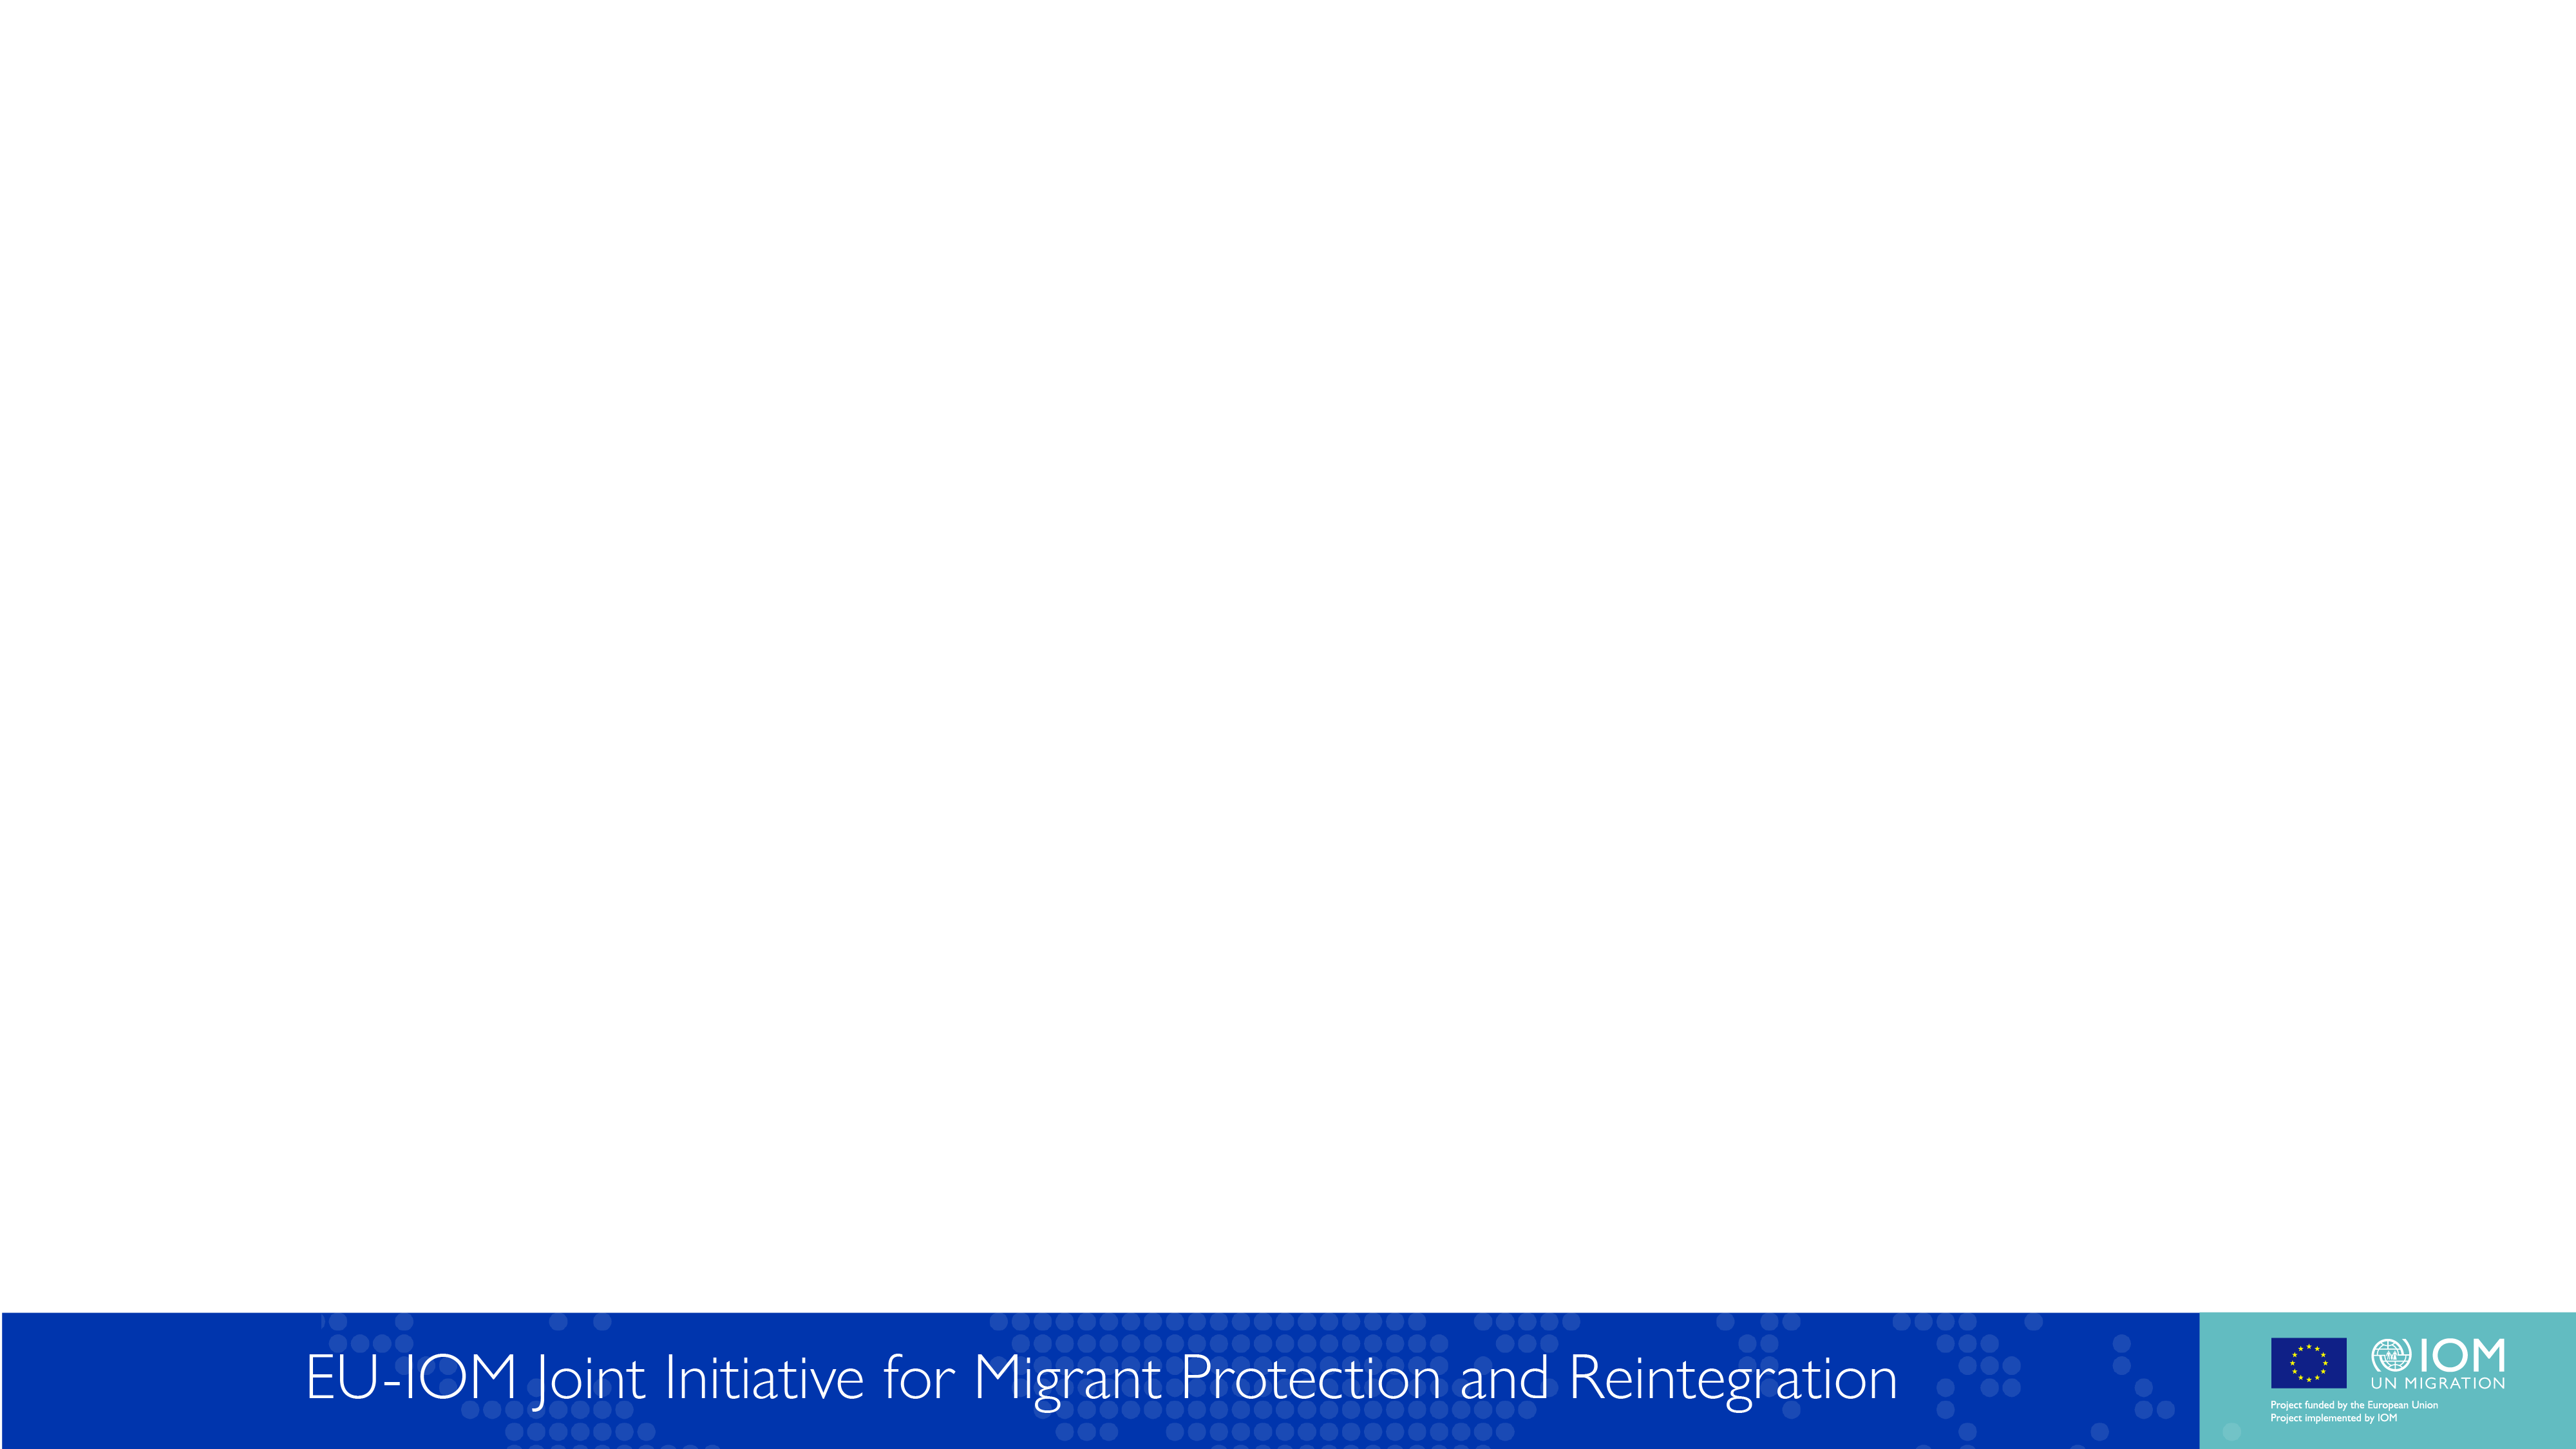 EU-IOM Joint Initiative for Migrant Protection and Reintegration
IOM
UN MIGRATION
Project funded by the European Union
Project implemented by IOM